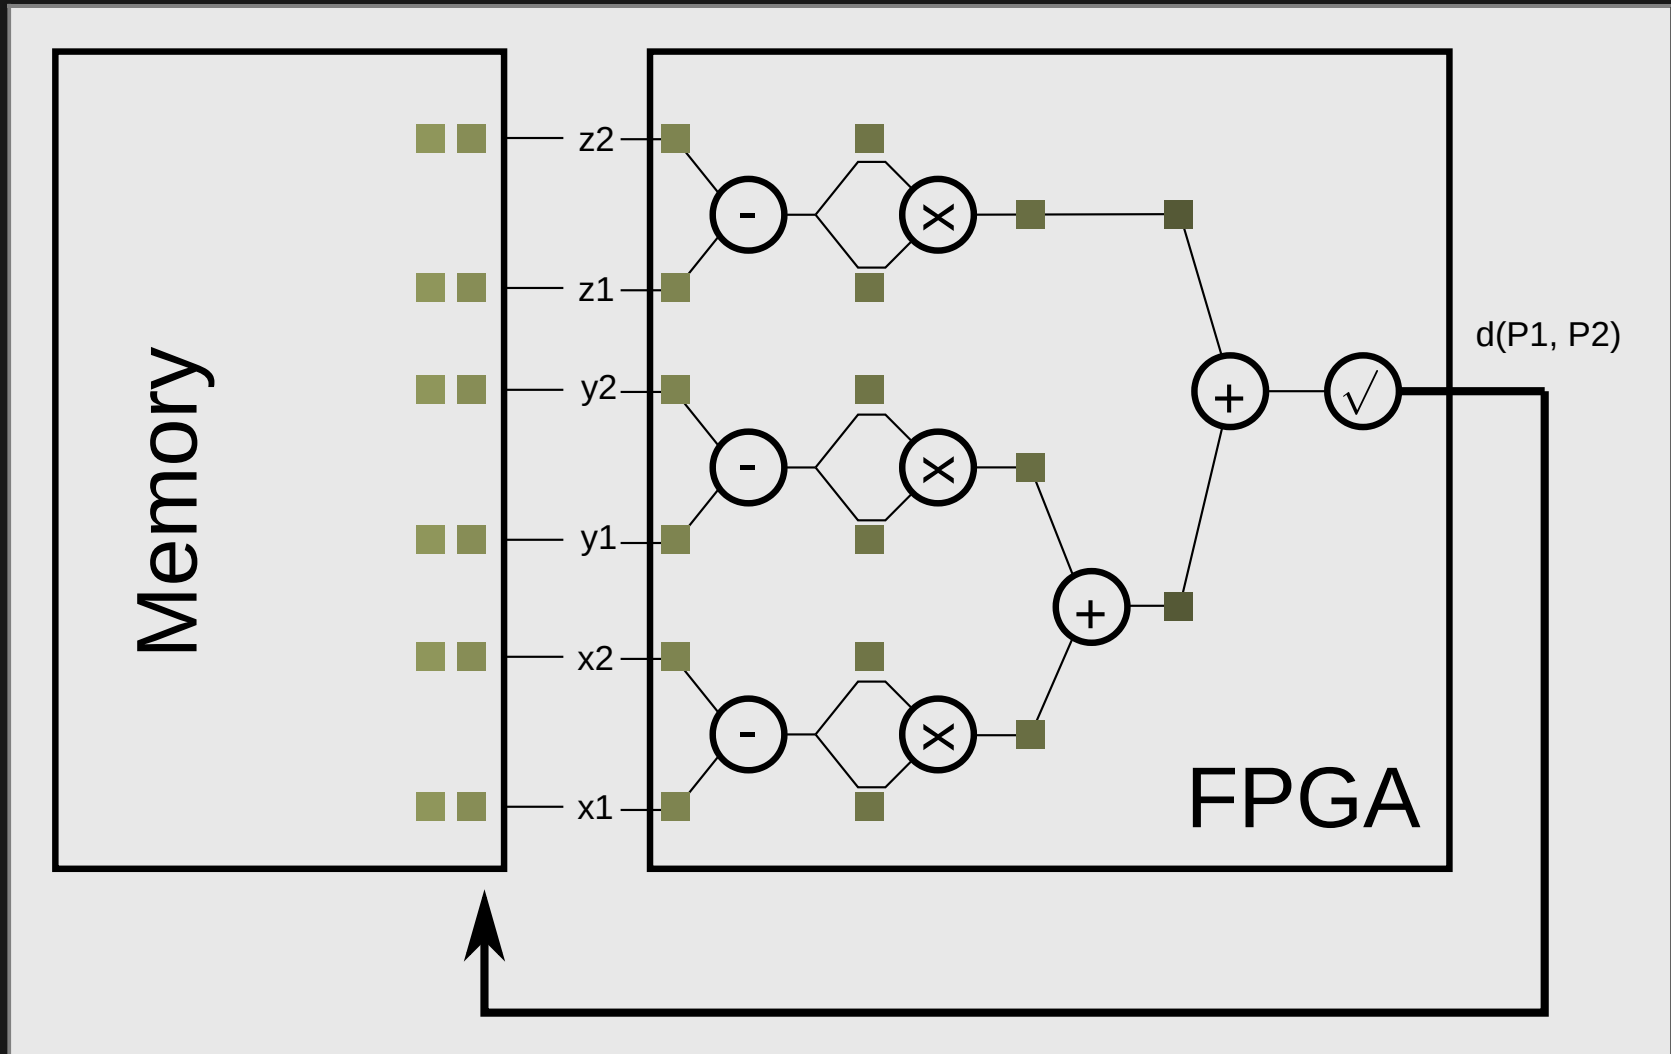 Memory
z2
z1
y2
y1
x2
x1
-
x
-
x
-
x
+
+
√
d(P1, P2)
FPGA